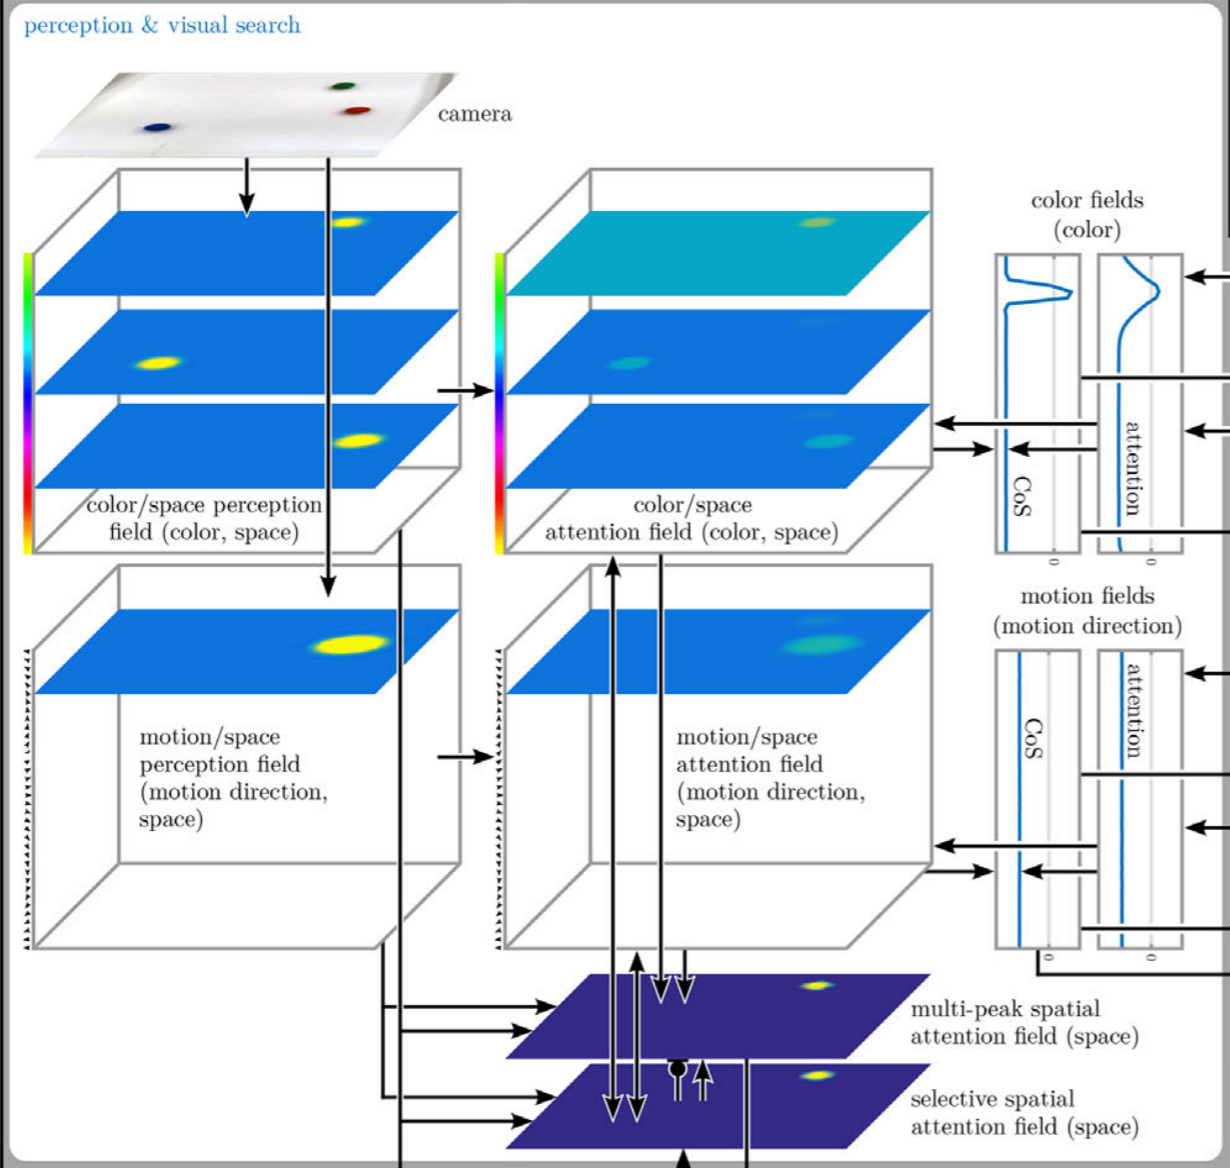 perception & visual search
camera
color fields
(color)
color/space perception
field (color, space)
color/space
attention field (color, space)
CoS
attention
0
0
motion fields
(motion direction)
motion/space
perception field
(motion direction,
space)
motion/space
attention field
(motion direction,
space)
CoS
attention
0
0
multi-peak spatial
attention field (space)
selective spatial
attention field (space)